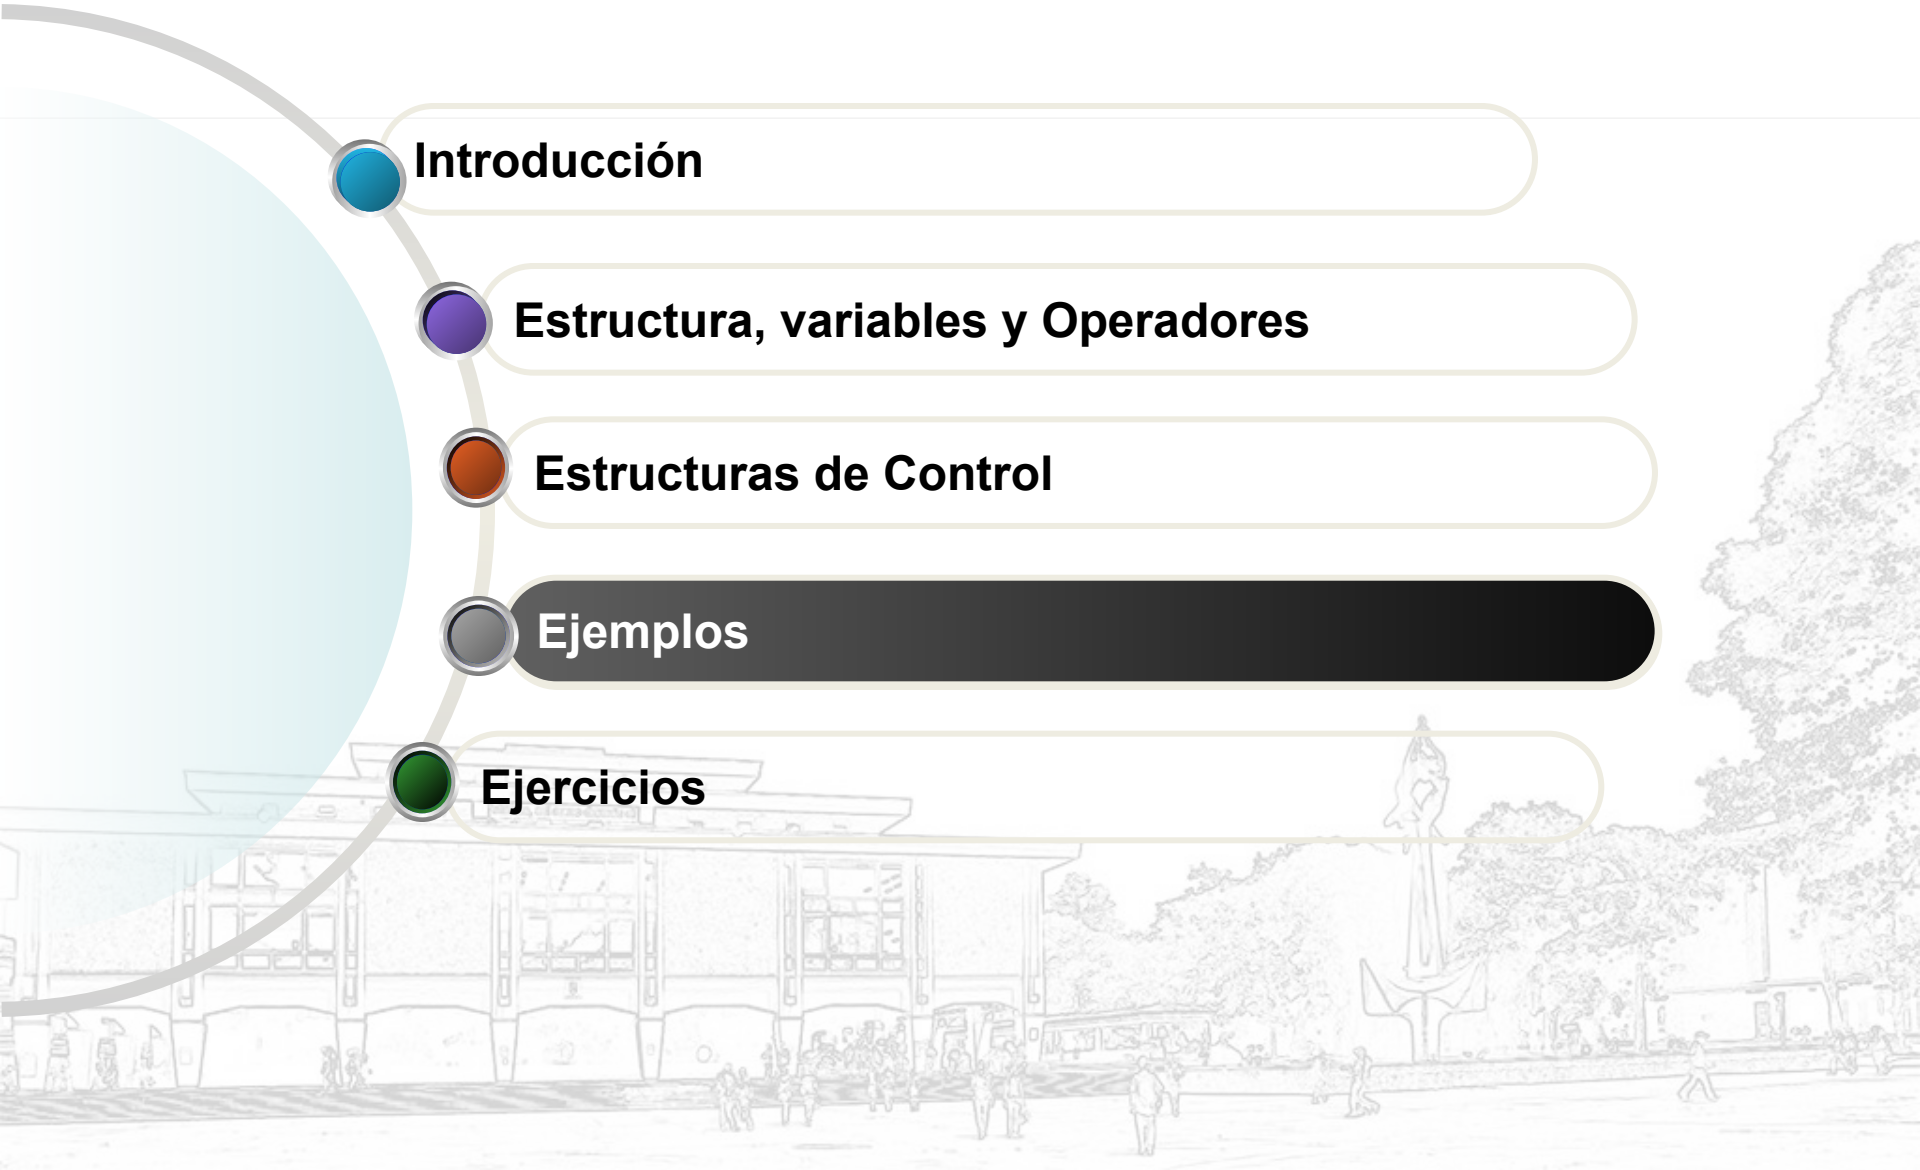 Introducción
Estructura, variables y Operadores
Estructuras de Control
Ejemplos
Ejercicios